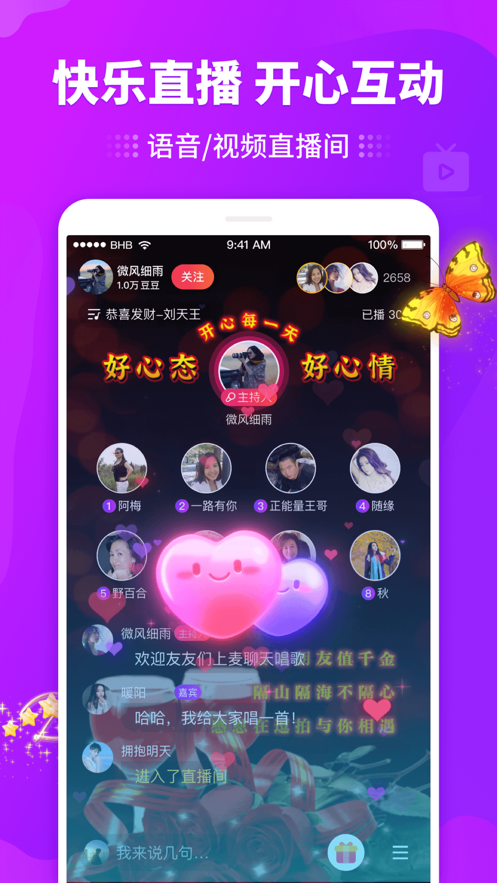 快乐直播 开心互动
语音/视频直播间
BHB
9:41 AM
100%
微风细雨
1.0万豆豆
关注
2658
恭喜发财-刘天王
已播 30
开心每一天
好心态
好心情
主持人
微风细雨
1 阿梅
2 一路有你
3 正能量王哥
4 随缘
5 野百合
8 秋
微风细雨 主持人
欢迎友友们上麦聊天唱歌
友值千金
暖阳 嘉宾
隔山隔海不隔心
哈哈，我给大家唱一首!
拍与你相遇
拥抱明天
进入了直播间
我来说几句...